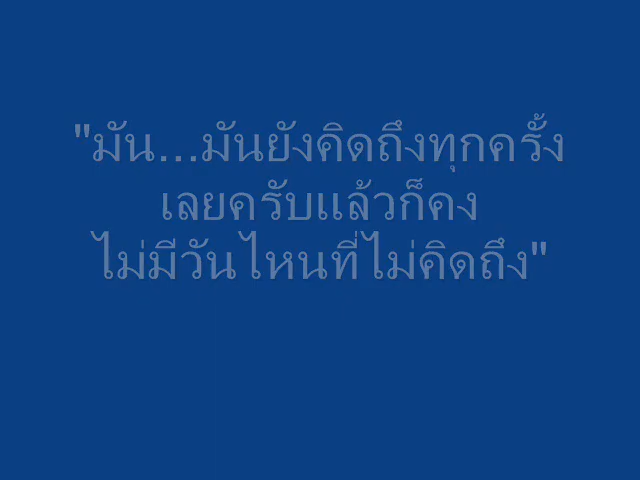 "มัน...มันยังคิดถึงทุกครั้ง
เลยครับแล้วก็คง
ไม่มีวันไหนที่ไม่คิดถึง"